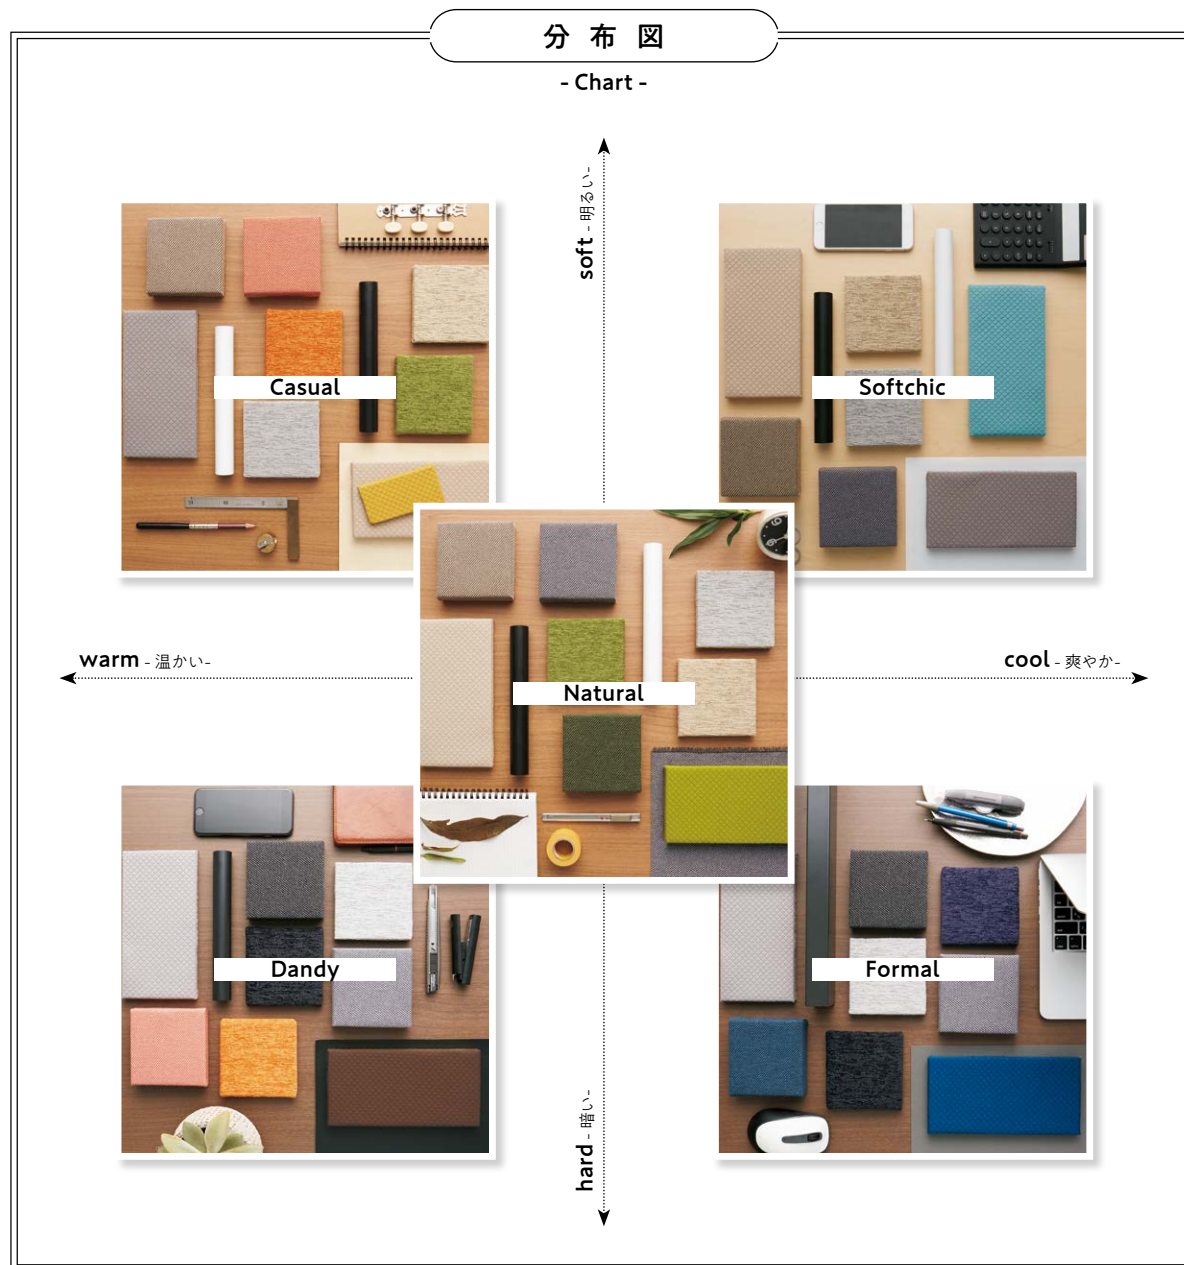 分布図
- Chart -
soft - 明るい-
Casual
Softchic
warm - 温かい-
cool - 爽やか-
Natural
Dandy
Formal
hard - 暗い-